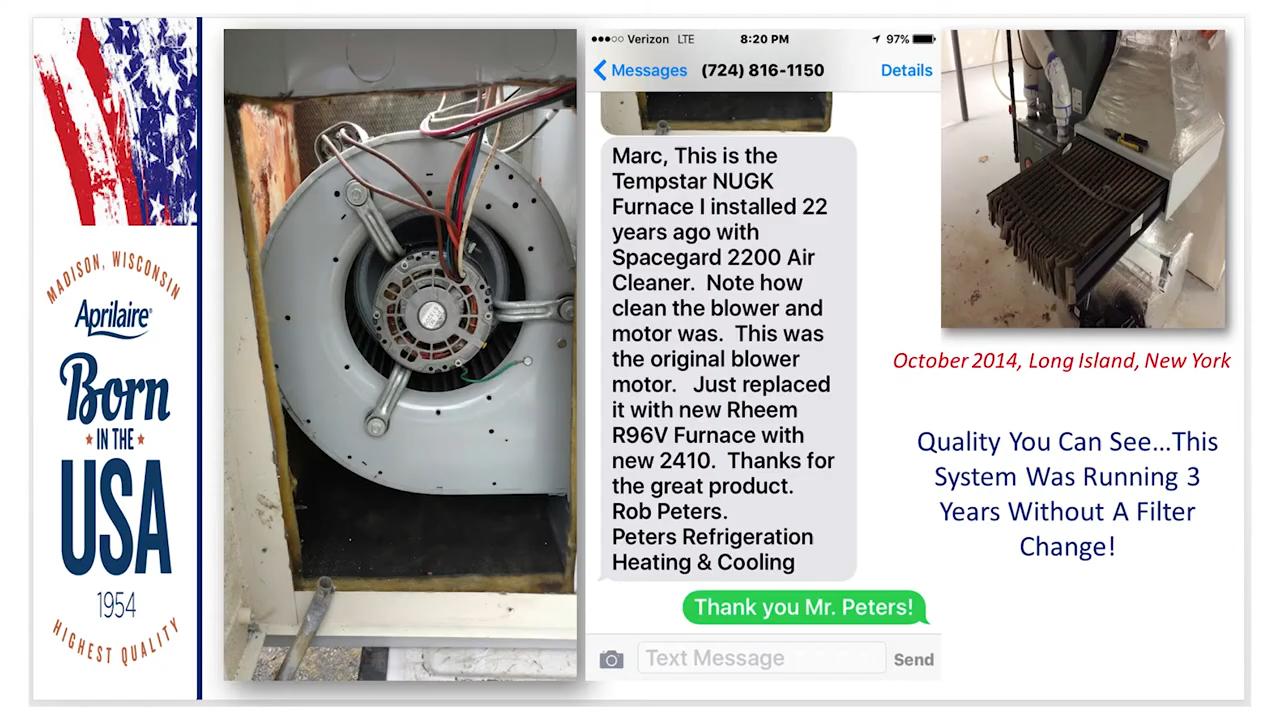 MADISON, WISCONSIN
Aprilaire®
Born
IN THE
USA
1954
HIGHEST QUALITY
Verizon LTE
8:20 PM
97%
Messages
(724) 816-1150
Details
Marc, This is the
Tempstar NUGK
Furnace I installed 22
years ago with
Spacegard 2200 Air
Cleaner. Note how
clean the blower and
motor was. This was
the original blower
motor. Just replaced
it with new Rheem
R96V Furnace with
new 2410. Thanks for
the great product.
Rob Peters.
Peters Refrigeration
Heating & Cooling
Thank you Mr. Peters!
Text Message
Send
October 2014, Long Island, New York
Quality You Can See...This
System Was Running 3
Years Without A Filter
Change!